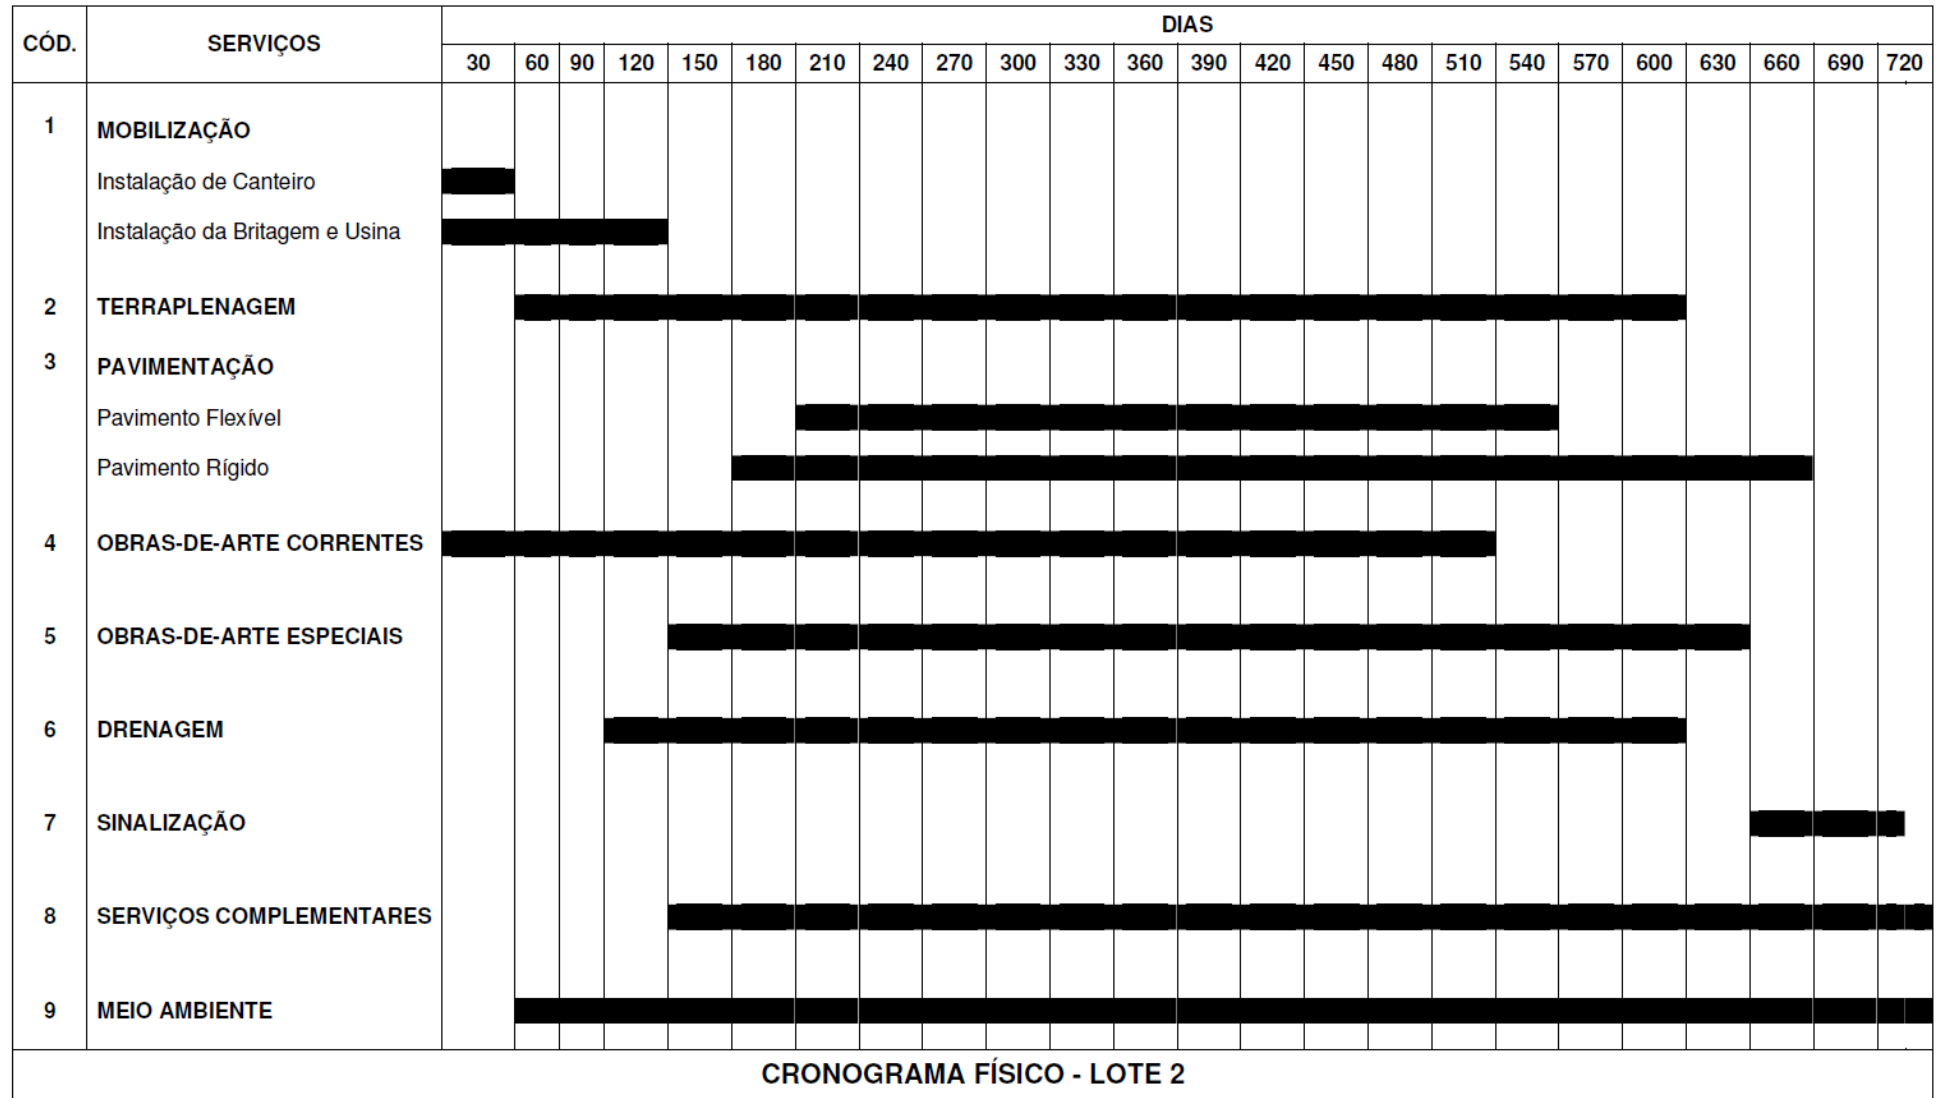 CÓD. SERVIÇOS DIAS
30 60 90 120 150 180 210 240 270 300 330 360 390 420 450 480 510 540 570 600 630 660 690 720
1 MOBILIZAÇÃO
Instalação de Canteiro
Instalação da Britagem e Usina
2 TERRAPLENAGEM
3 PAVIMENTAÇÃO
Pavimento Flexível
Pavimento Rígido
4 OBRAS-DE-ARTE CORRENTES
5 OBRAS-DE-ARTE ESPECIAIS
6 DRENAGEM
7 SINALIZAÇÃO
8 SERVIÇOS COMPLEMENTARES
9 MEIO AMBIENTE
CRONOGRAMA FÍSICO - LOTE 2